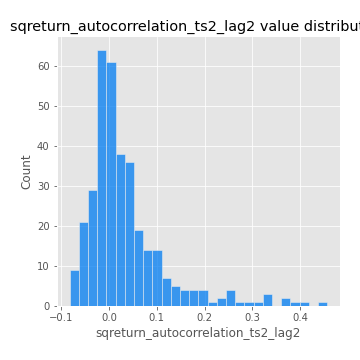 sqreturn_autocorrelation_ts2_lag2 value distribut
60
50
40
30
20
10
0
Count
−0.1 0.0 0.1 0.2 0.3 0.4
sqreturn_autocorrelation_ts2_lag2